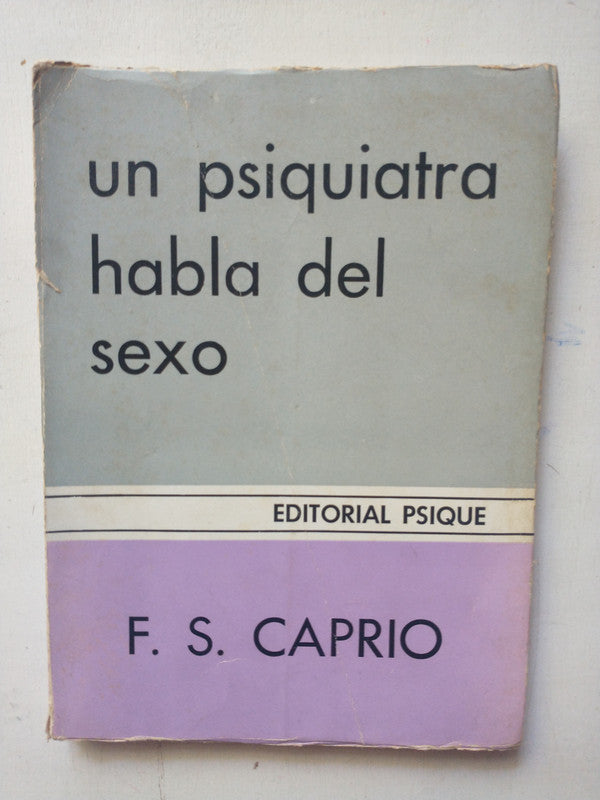 un psiquiatra
habla del
sexo
EDITORIAL PSIQUE
F. S. CAPRIO